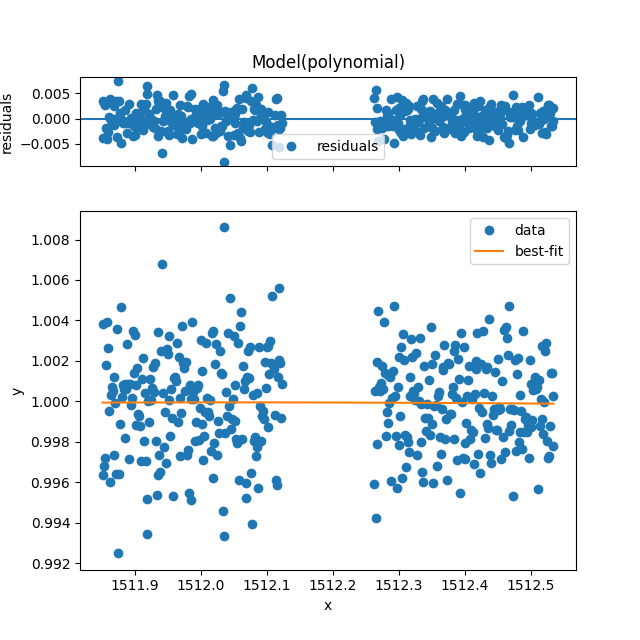 Model(polynomial)
residuals
0.005
0.000
−0.005
residuals
y
1.008
1.006
1.004
1.002
1.000
0.998
0.996
0.994
0.992
data
best-fit
1511.9 1512.0 1512.1 1512.2 1512.3 1512.4 1512.5
x